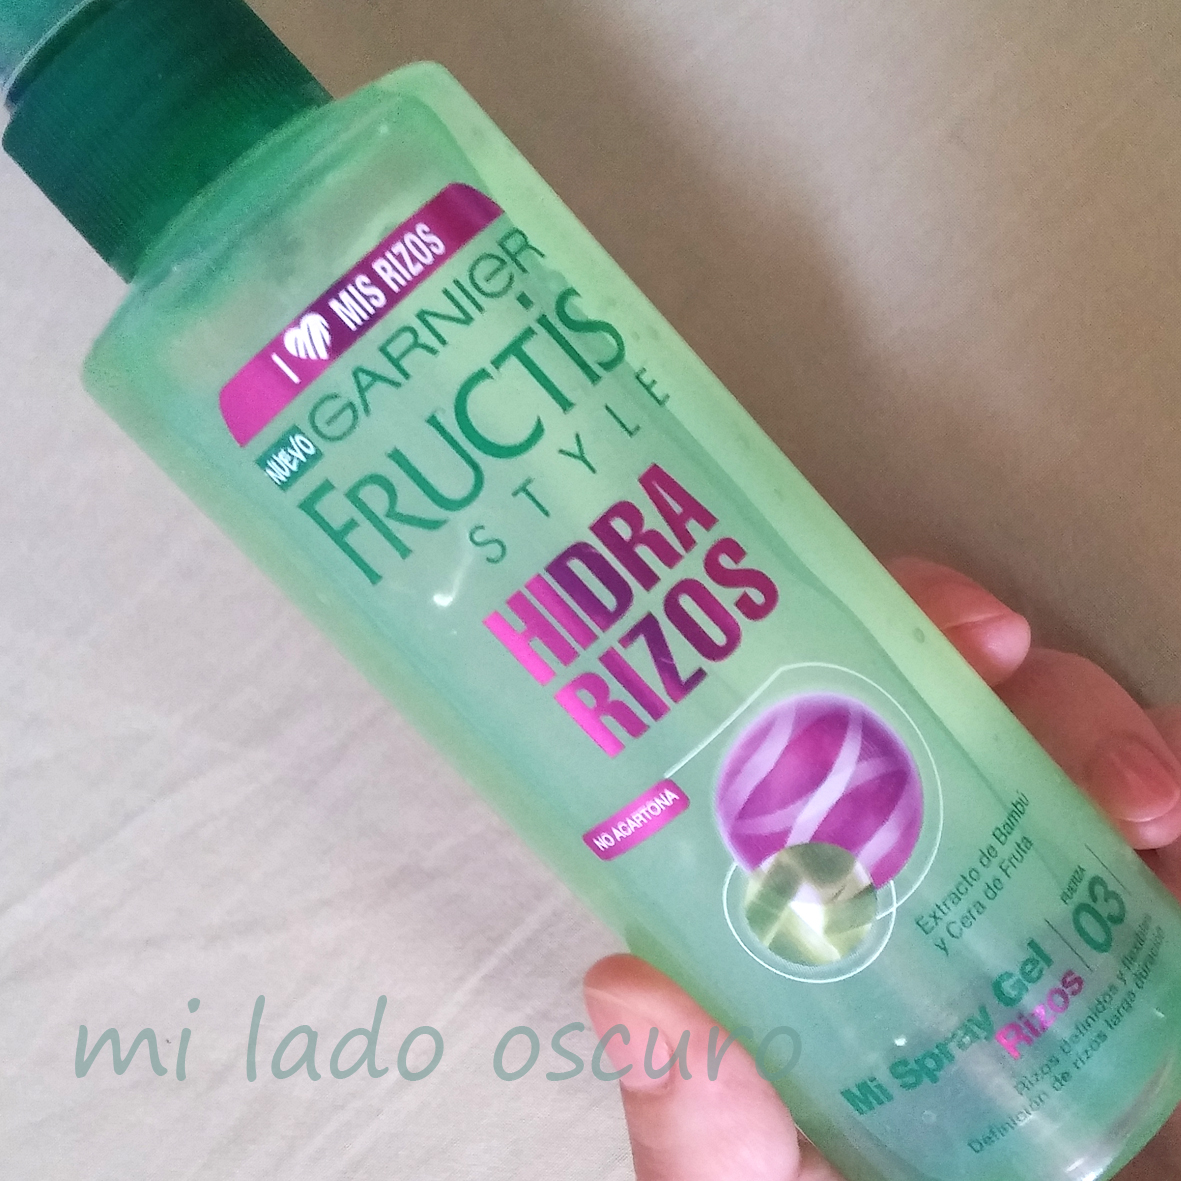 I MIS RIZOS
NUEVO GARNIER
FRUCTIS
STYLE
HIDRA
RIZOS
NO ACARTONA
Extracto de Bambú
y Cera de Fruta
Mi Spray Gel
Rizos
FUERZA
03
Rizos definidos y flexibles
Definición de rizos larga duración
mi lado oscuro